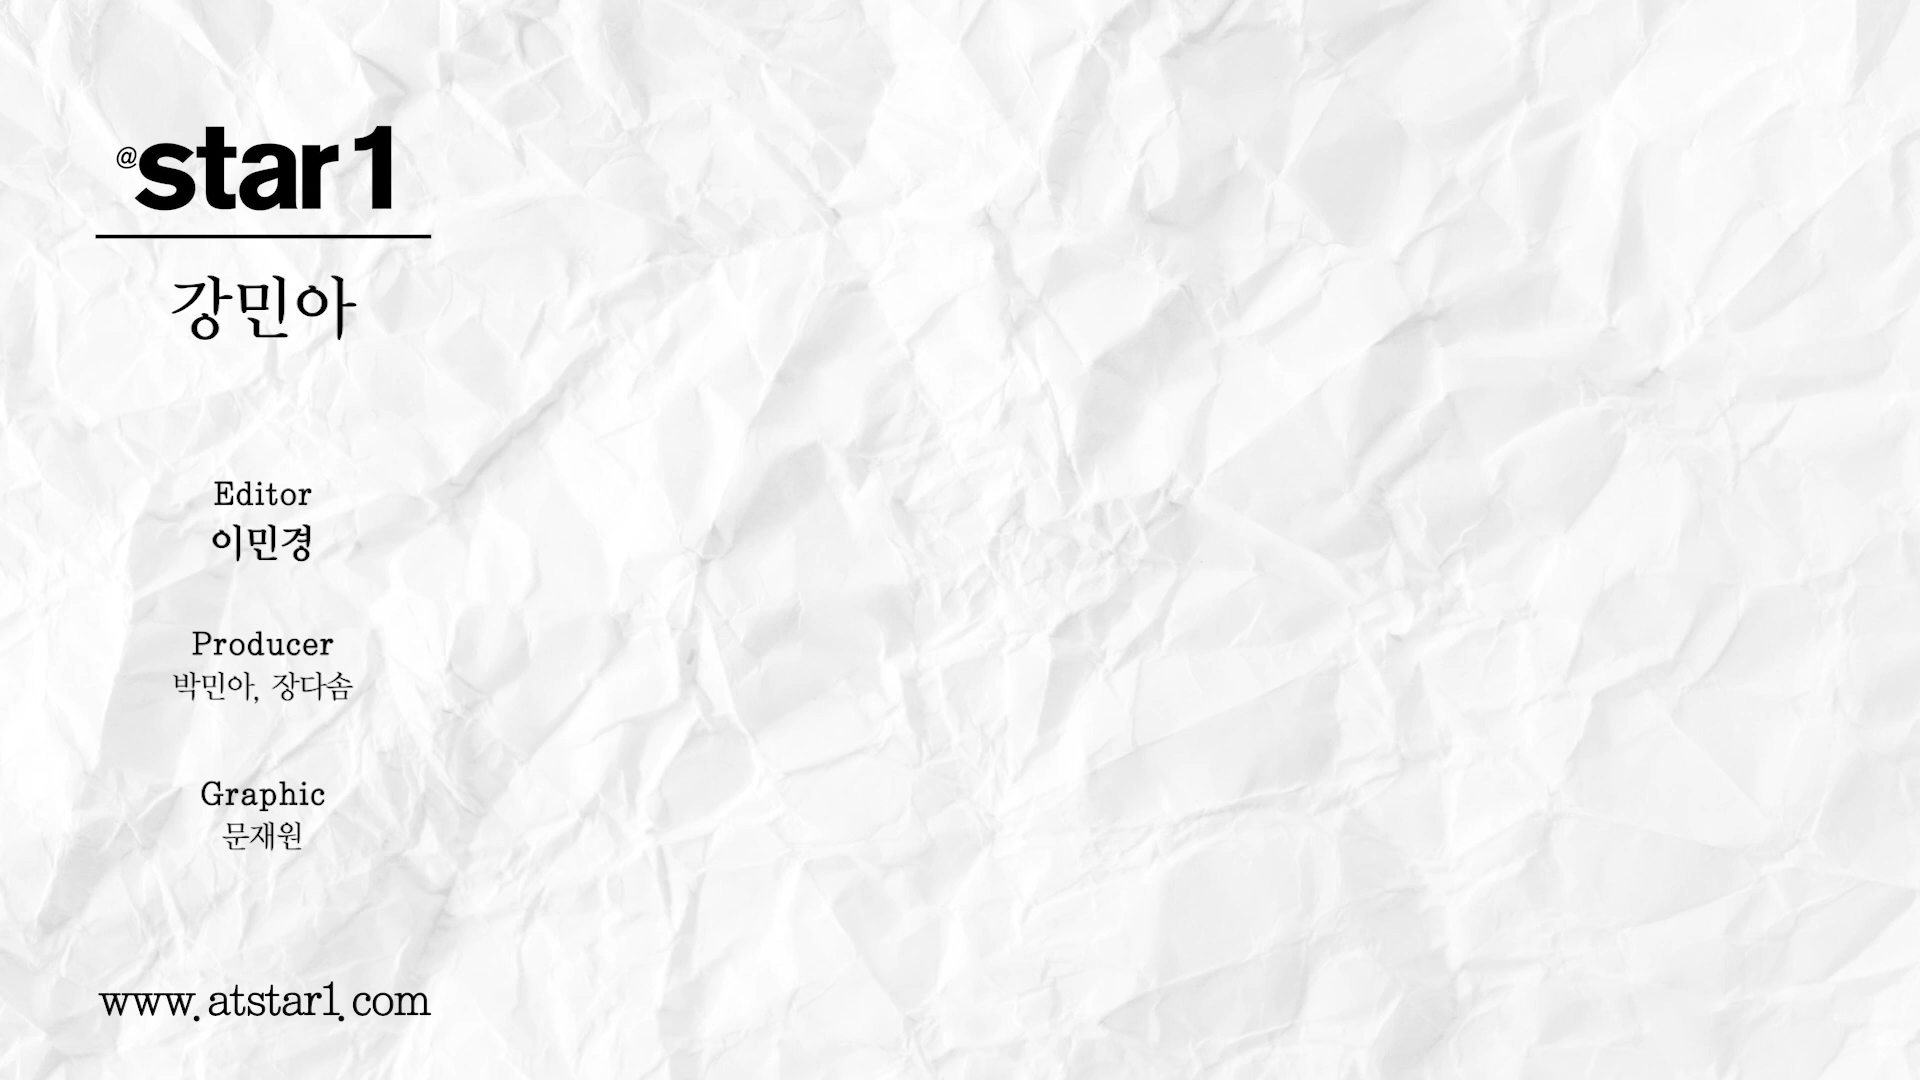 @star1
강민아
Editor
이민경
Producer
박민아, 장다솜
Graphic
문재원
www.atstar1.com